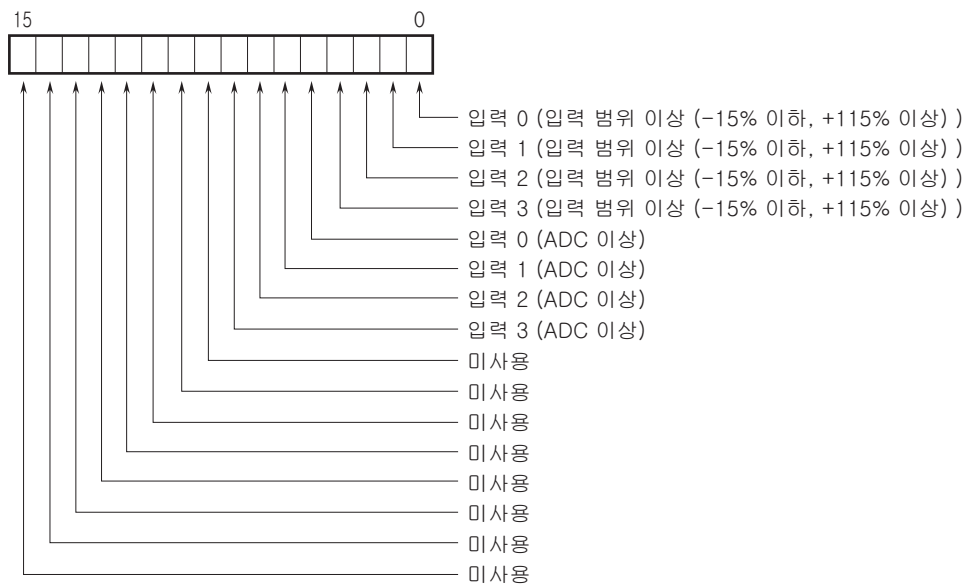 15 0
입력 0 (입력 범위 이상 (-15% 이하, +115% 이상) )
입력 1 (입력 범위 이상 (-15% 이하, +115% 이상) )
입력 2 (입력 범위 이상 (-15% 이하, +115% 이상) )
입력 3 (입력 범위 이상 (-15% 이하, +115% 이상) )
입력 0 (ADC 이상)
입력 1 (ADC 이상)
입력 2 (ADC 이상)
입력 3 (ADC 이상)
미사용
미사용
미사용
미사용
미사용
미사용
미사용
미사용